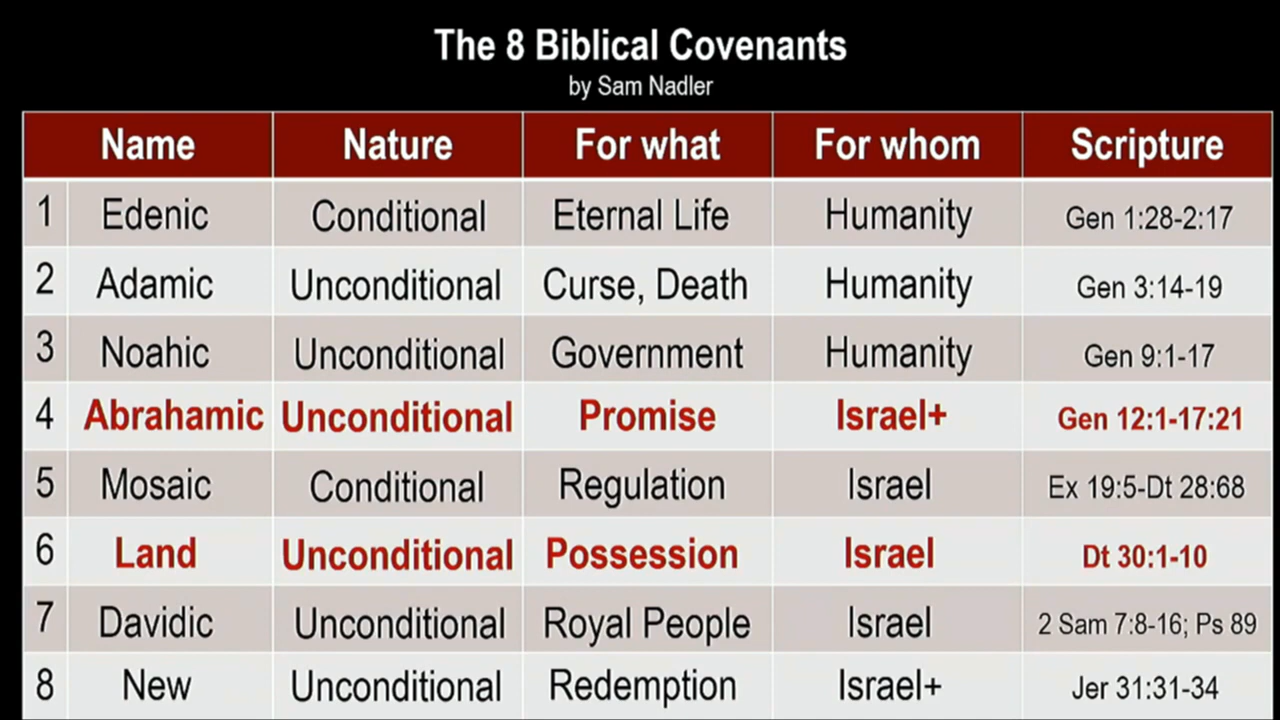 The 8 Biblical Covenants
by Sam Nadler
Name Nature For what For whom Scripture
1 Edenic Conditional Eternal Life Humanity Gen 1:28-2:17
2 Adamic Unconditional Curse, Death Humanity Gen 3:14-19
3 Noahic Unconditional Government Humanity Gen 9:1-17
4 Abrahamic Unconditional Promise Israel+ Gen 12:1-17:21
5 Mosaic Conditional Regulation Israel Ex 19:5-Dt 28:68
6 Land Unconditional Possession Israel Dt 30:1-10
7 Davidic Unconditional Royal People Israel 2 Sam 7:8-16; Ps 89
8 New Unconditional Redemption Israel+ Jer 31:31-34